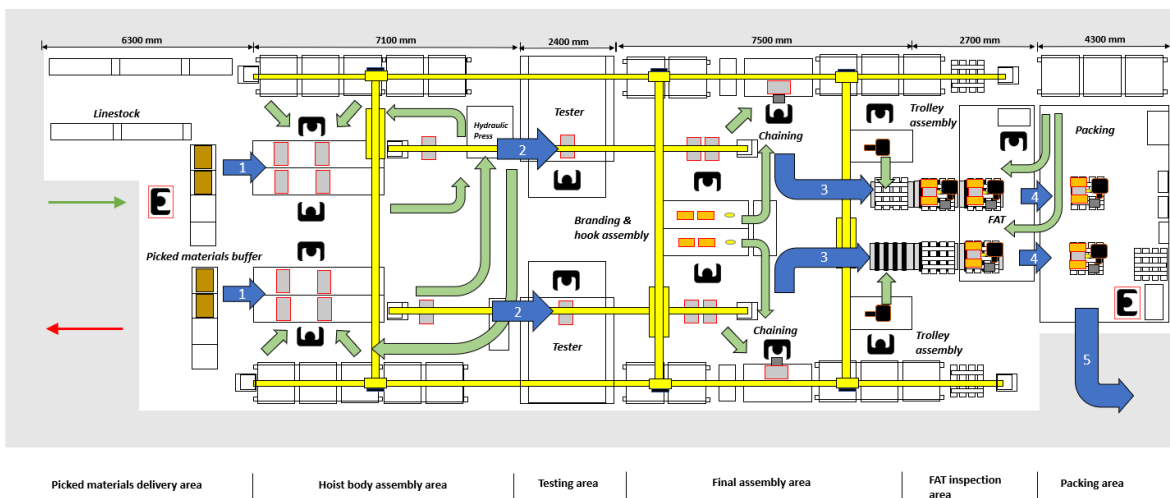 6300 mm
7100 mm
2400 mm
7500 mm
2700 mm
4300 mm
Linestock
Hydraulic
Press
Tester
Chaining
Trolley
assembly
Packing
1
2
3
4
Branding &
hook assembly
FAT
Picked materials buffer
1
2
3
4
Tester
Chaining
Trolley
assembly
5
Picked materials delivery area
Hoist body assembly area
Testing area
Final assembly area
FAT inspection
area
Packing area